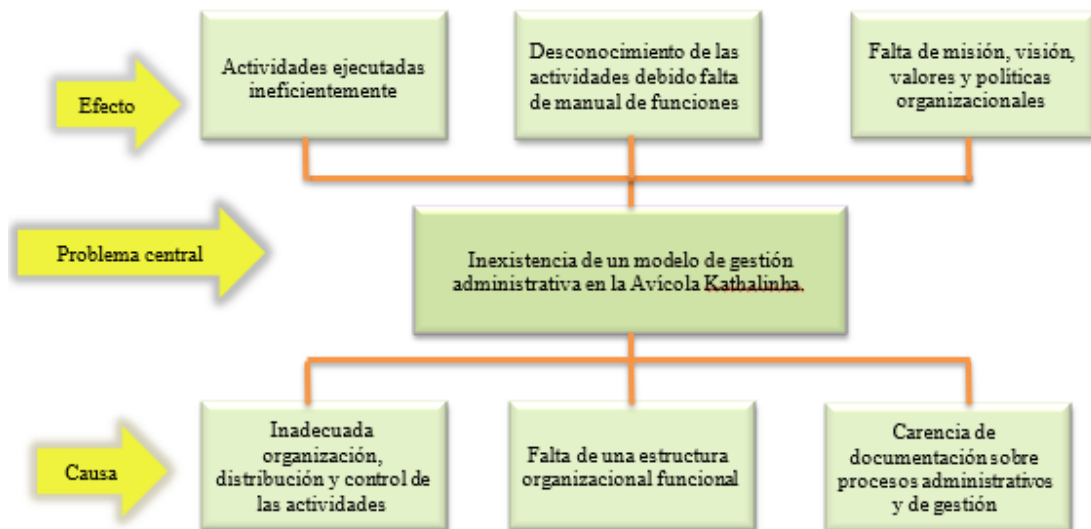 Efecto
Actividades ejecutadas
ineficientemente
Desconocimiento de las
actividades debido falta
de manual de funciones
Falta de misión, visión,
valores y políticas
organizacionales
Problema central
Inexistencia de un modelo de gestión
administrativa en la Avícola Kathalinha.
Causa
Inadecuada
organización,
distribución y control de
las actividades
Falta de una estructura
organizacional funcional
Carencia de
documentación sobre
procesos administrativos
y de gestión